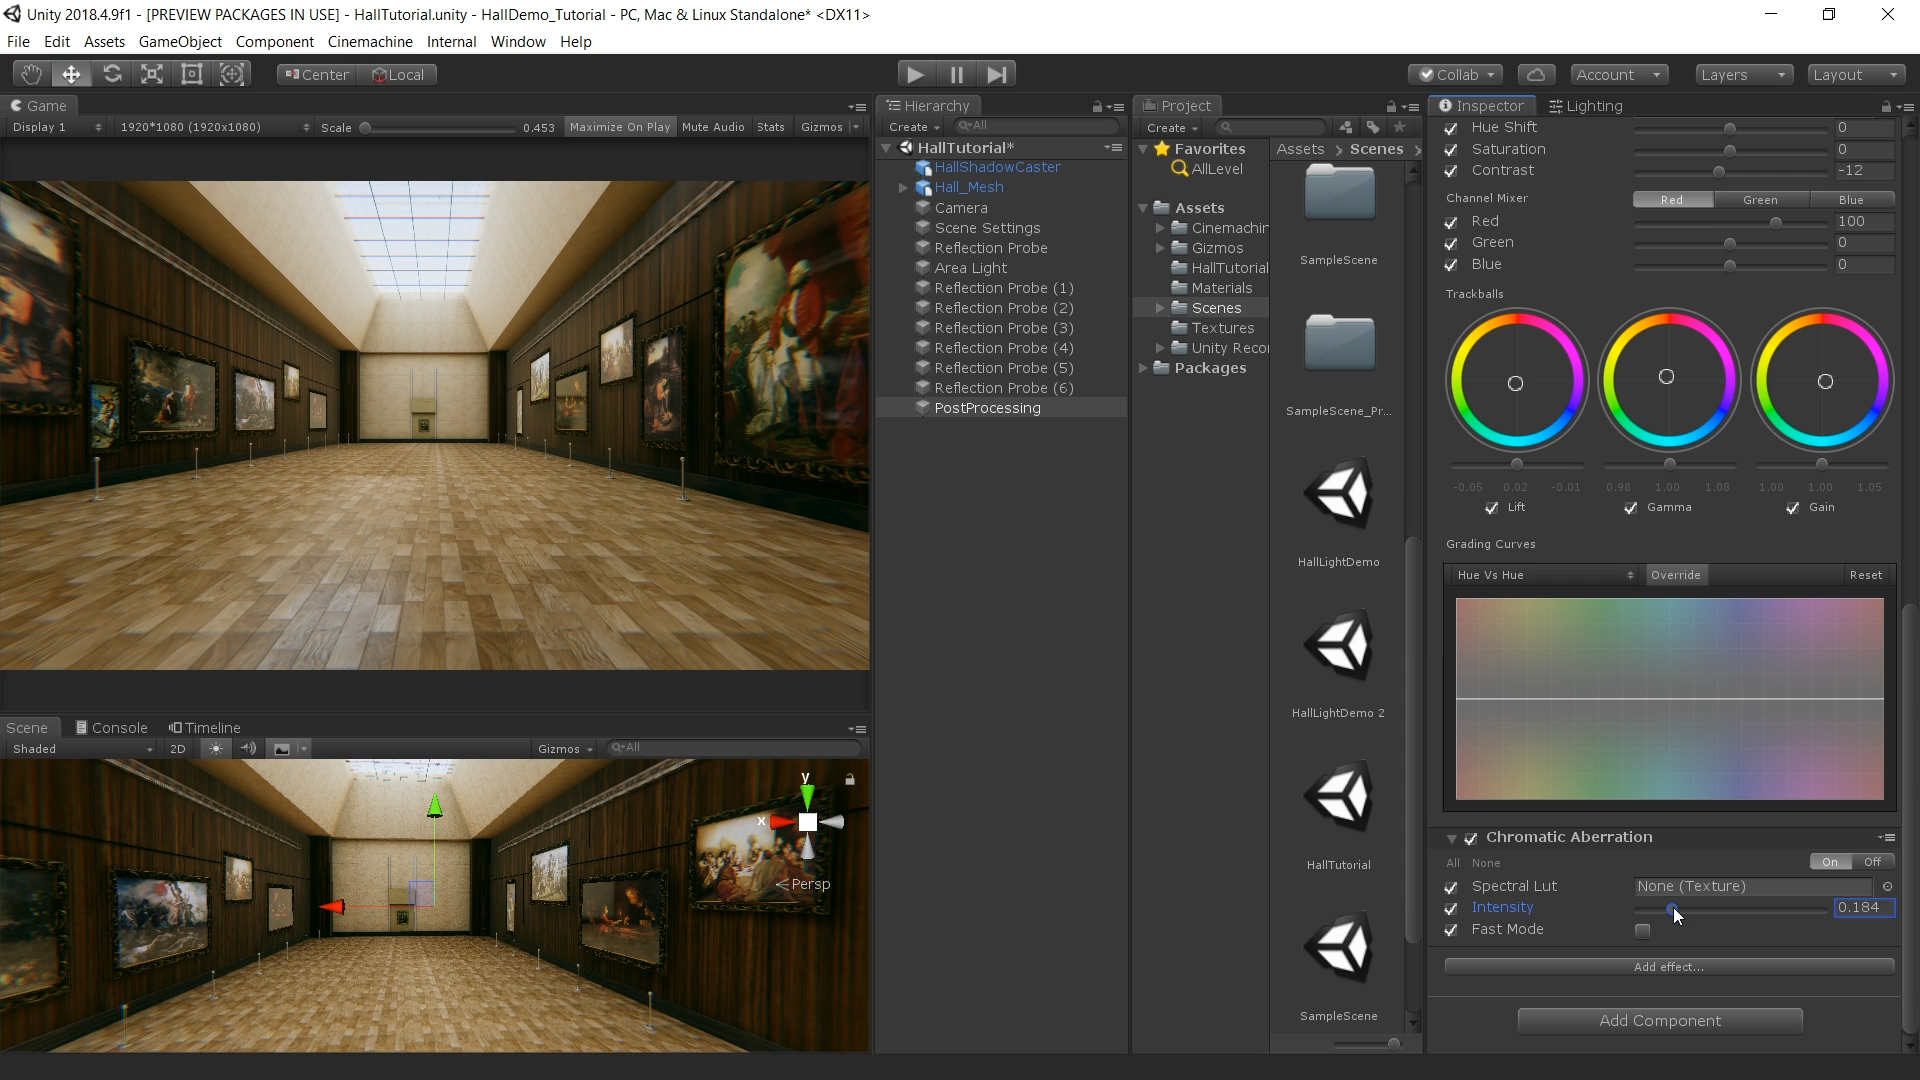 Unity 2018.4.9f1 - [PREVIEW PACKAGES IN USE] - HallTutorial.unity - HallDemo_Tutorial - PC, Mac & Linux Standalone* <DX11>
File Edit Assets GameObject Component Cinemachine Internal Window Help
Center Local Collab Account Layers Layout
Game
Display 1 1920*1080 (1920x1080) Scale 0.453 Maximize On Play Mute Audio Stats Gizmos
Scene Console Timeline
Shaded 2D Gizmos All
y
x
Persp
Hierarchy
Create All
HallTutorial*
HallShadowCaster
Hall_Mesh
Camera
Scene Settings
Reflection Probe
Area Light
Reflection Probe (1)
Reflection Probe (2)
Reflection Probe (3)
Reflection Probe (4)
Reflection Probe (5)
Reflection Probe (6)
PostProcessing
Project
Create
Favorites
AllLevel
Assets
Cinemachin
Gizmos
HallTutorial
Materials
Scenes
Textures
Unity Reco
Packages
Assets Scenes
SampleScene
SampleScene_Pr...
HallLightDemo
HallLightDemo 2
HallTutorial
SampleScene
Inspector Lighting
Hue Shift 0
Saturation 0
Contrast -12
Channel Mixer Red Green Blue
Red 100
Green 0
Blue 0
Trackballs
-0.05 0.02 -0.01 0.98 1.00 1.08 1.00 1.00 1.05
Lift Gamma Gain
Grading Curves
Hue Vs Hue Override Reset
Chromatic Aberration
All None On Off
Spectral Lut None (Texture)
Intensity 0.184
Fast Mode
Add effect...
Add Component